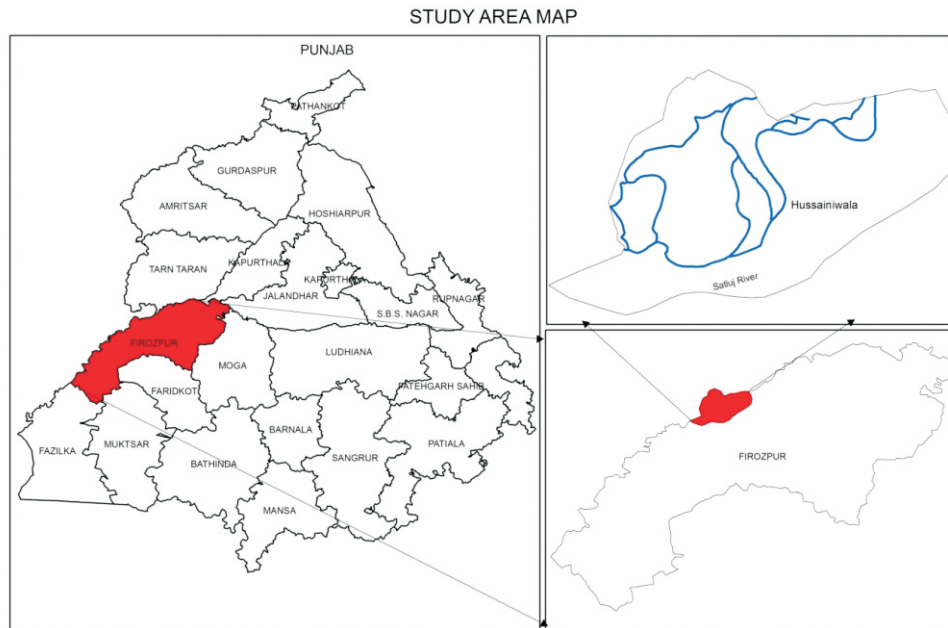 STUDY AREA MAP
PUNJAB
PATHANKOT
GURDASPUR
AMRITSAR
HOSHIARPUR
TARN TARAN
KAPURTHALA
KAPURTHALA
JALANDHAR
RUPNAGAR
S.B.S. NAGAR
FIROZPUR
LUDHIANA
MOGA
FARIDKOT
FATEHGARH SAHIB
BARNALA
FAZILKA
MUKTSAR
PATIALA
BATHINDA
SANGRUR
MANSA
Hussainiwala
Satluj River
FIROZPUR